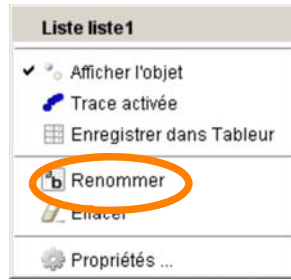 Liste liste1
Afficher l'objet
Trace activée
Enregistrer dans Tableur
Renommer
Effacer
Propriétés ...